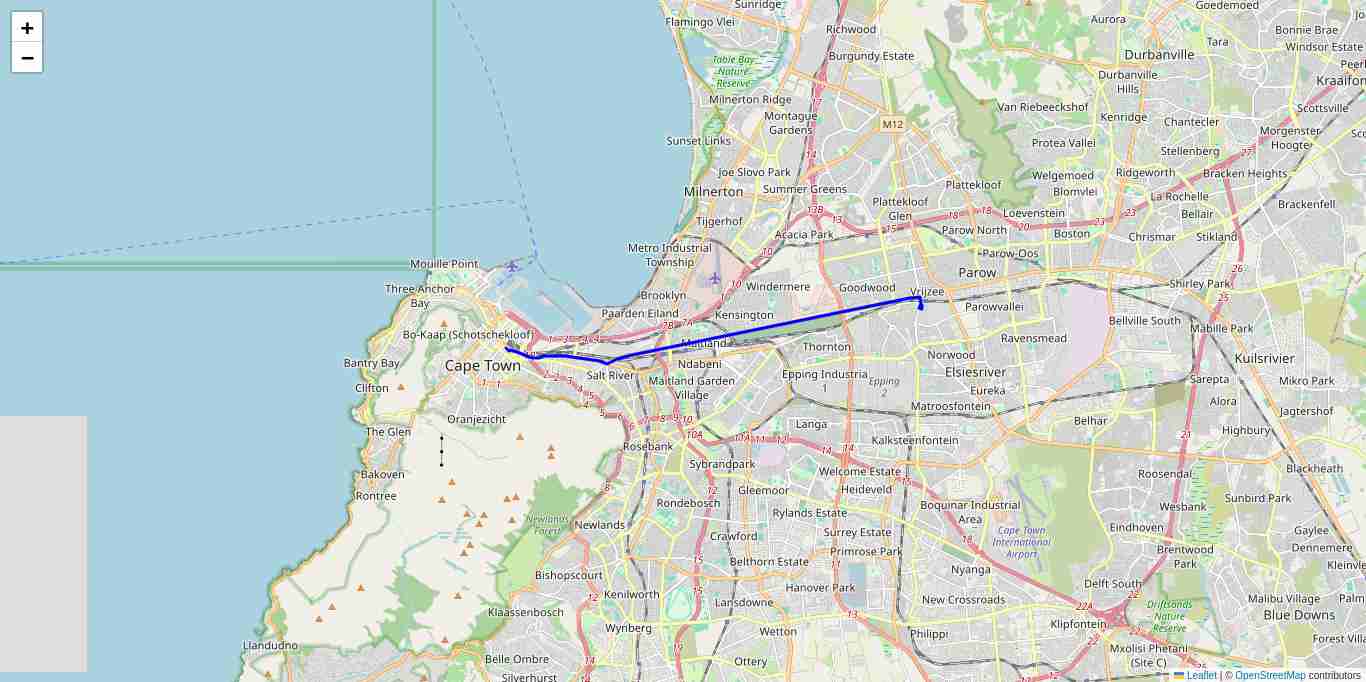 +
−
Sunridge
Goedemoed
Flamingo Vlei
Aurora
Bonnie Brae
Richwood
Tara
Windsor Estate
Burgundy Estate
Durbanville
Table Bay
Nature
Reserve
Durbanville
Hills
Kraaifon
Milnerton Ridge
Van Riebeeckshof
Scottsville
Montague
Gardens
M12
Kenridge
Chantecler
Morgenster
Hoogte
Sunset Links
Protea Vallei
Stellenberg
Joe Slovo Park
Welgemoed
Ridgeworth
Bracken Heights
Milnerton
Summer Greens
Plattekloof
Blomvlei
La Rochelle
Plattekloof
Glen
Brackenfell
Tijgerhof
Loevenstein
Bellair
Acacia Park
Parow North
Boston
Chrismar
Stikland
Metro Industrial
Township
Parow-Oos
Mouille Point
Parow
Three Anchor
Bay
Windermere
Goodwood
Vrijzee
Shirley Park
Brooklyn
Paarden Eiland
Kensington
Parowvallei
Bellville South
Mabille Park
Bo-Kaap (Schotschekloof)
Ravensmead
Maitland
Thornton
Norwood
Kuilsrivier
Bantry Bay
Cape Town
Salt River
Ndabeni
Epping Industria
1
Elsiesriver
Sarepta
Mikro Park
Clifton
Maitland Garden
Village
Epping
2
Eureka
Alora
Matroosfontein
Jagtershof
Oranjezicht
Langa
Belhar
Highbury
The Glen
Kalksteenfontein
Rosebank
Sybrandpark
Welcome Estate
Roosendal
Blackheath
Bakoven
Rontree
Gleemoor
Heideveld
Sunbird Park
Rondebosch
Boquinar Industrial
Area
Wesbank
Newlands
Forest
Newlands
Rylands Estate
Cape Town
International
Airport
Eindhoven
Gaylee
Crawford
Surrey Estate
Brentwood
Park
Dennemere
Primrose Park
Belthorn Estate
Nyanga
Bishopscourt
Hanover Park
Delft South
Kenilworth
Lansdowne
New Crossroads
Malibu Village
Klaassenbosch
Driftsands
Nature
Reserve
Blue Downs
Wynberg
Wetton
Philippi
Klipfontein
Llandudno
Belle Ombre
Ottery
Mxolisi Phetani
(Site C)
Silverhurst
Leaflet | © OpenStreetMap contributors